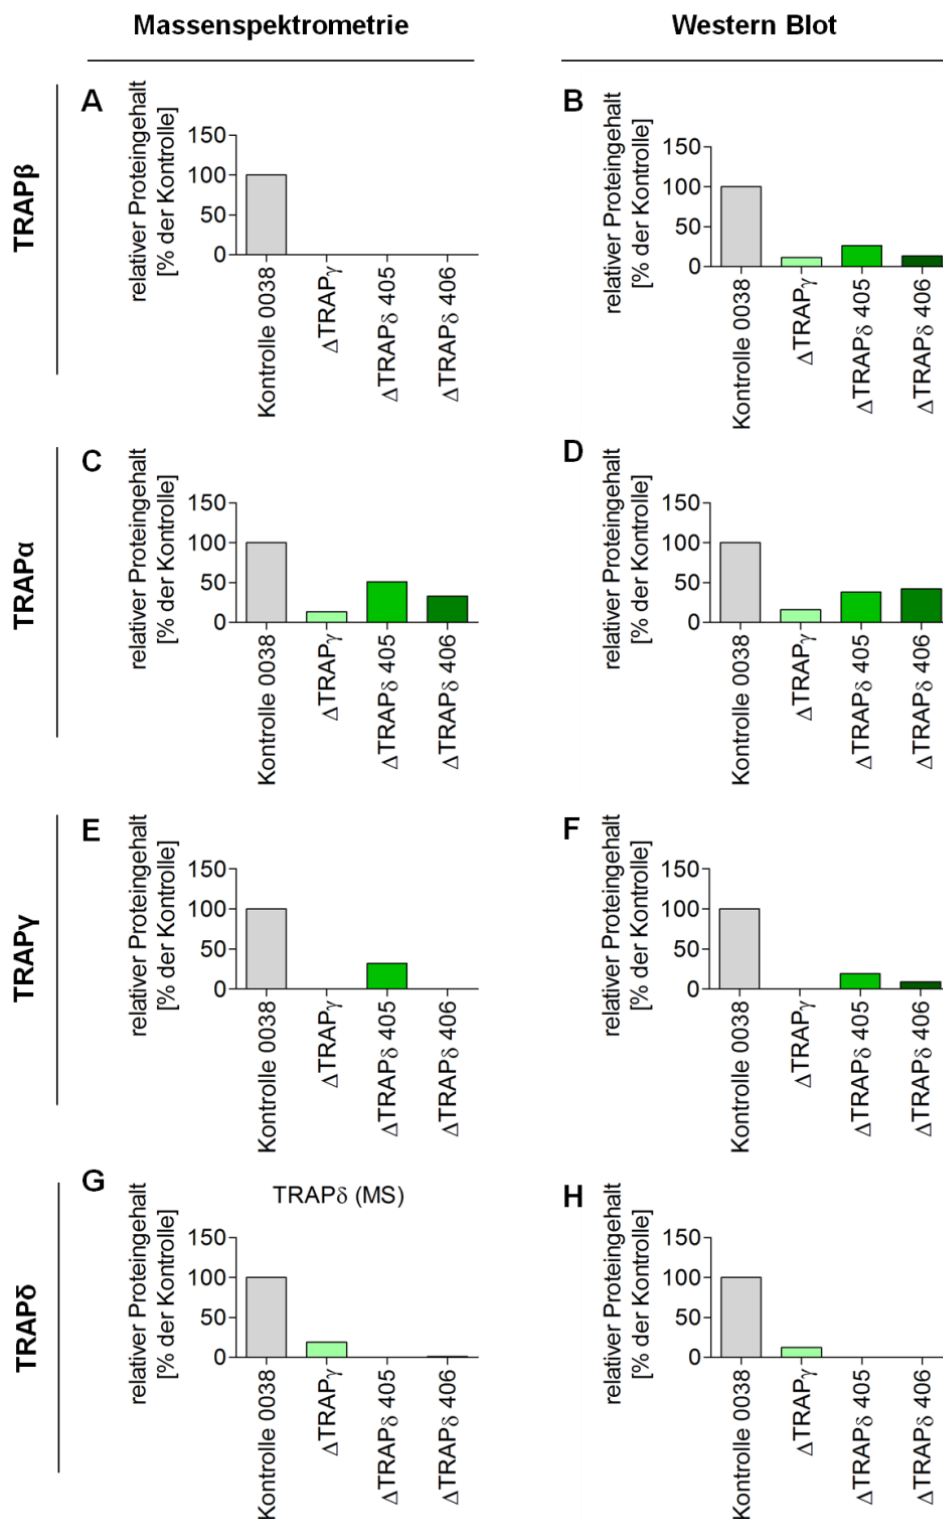 Massenspektrometrie
Western Blot
TRAPβ
A
relativer Proteingehalt
[% der Kontrolle]
150
100
50
0
Kontrolle 0038
ΔTRAPγ
ΔTRAPδ 405
ΔTRAPδ 406
B
relativer Proteingehalt
[% der Kontrolle]
150
100
50
0
Kontrolle 0038
ΔTRAPγ
ΔTRAPδ 405
ΔTRAPδ 406
TRAPα
C
relativer Proteingehalt
[% der Kontrolle]
150
100
50
0
Kontrolle 0038
ΔTRAPγ
ΔTRAPδ 405
ΔTRAPδ 406
D
relativer Proteingehalt
[% der Kontrolle]
150
100
50
0
Kontrolle 0038
ΔTRAPγ
ΔTRAPδ 405
ΔTRAPδ 406
TRAPγ
E
relativer Proteingehalt
[% der Kontrolle]
150
100
50
0
Kontrolle 0038
ΔTRAPγ
ΔTRAPδ 405
ΔTRAPδ 406
F
relativer Proteingehalt
[% der Kontrolle]
150
100
50
0
Kontrolle 0038
ΔTRAPγ
ΔTRAPδ 405
ΔTRAPδ 406
TRAPδ
G
TRAPδ (MS)
relativer Proteingehalt
[% der Kontrolle]
150
100
50
0
Kontrolle 0038
ΔTRAPγ
ΔTRAPδ 405
ΔTRAPδ 406
H
relativer Proteingehalt
[% der Kontrolle]
150
100
50
0
Kontrolle 0038
ΔTRAPγ
ΔTRAPδ 405
ΔTRAPδ 406